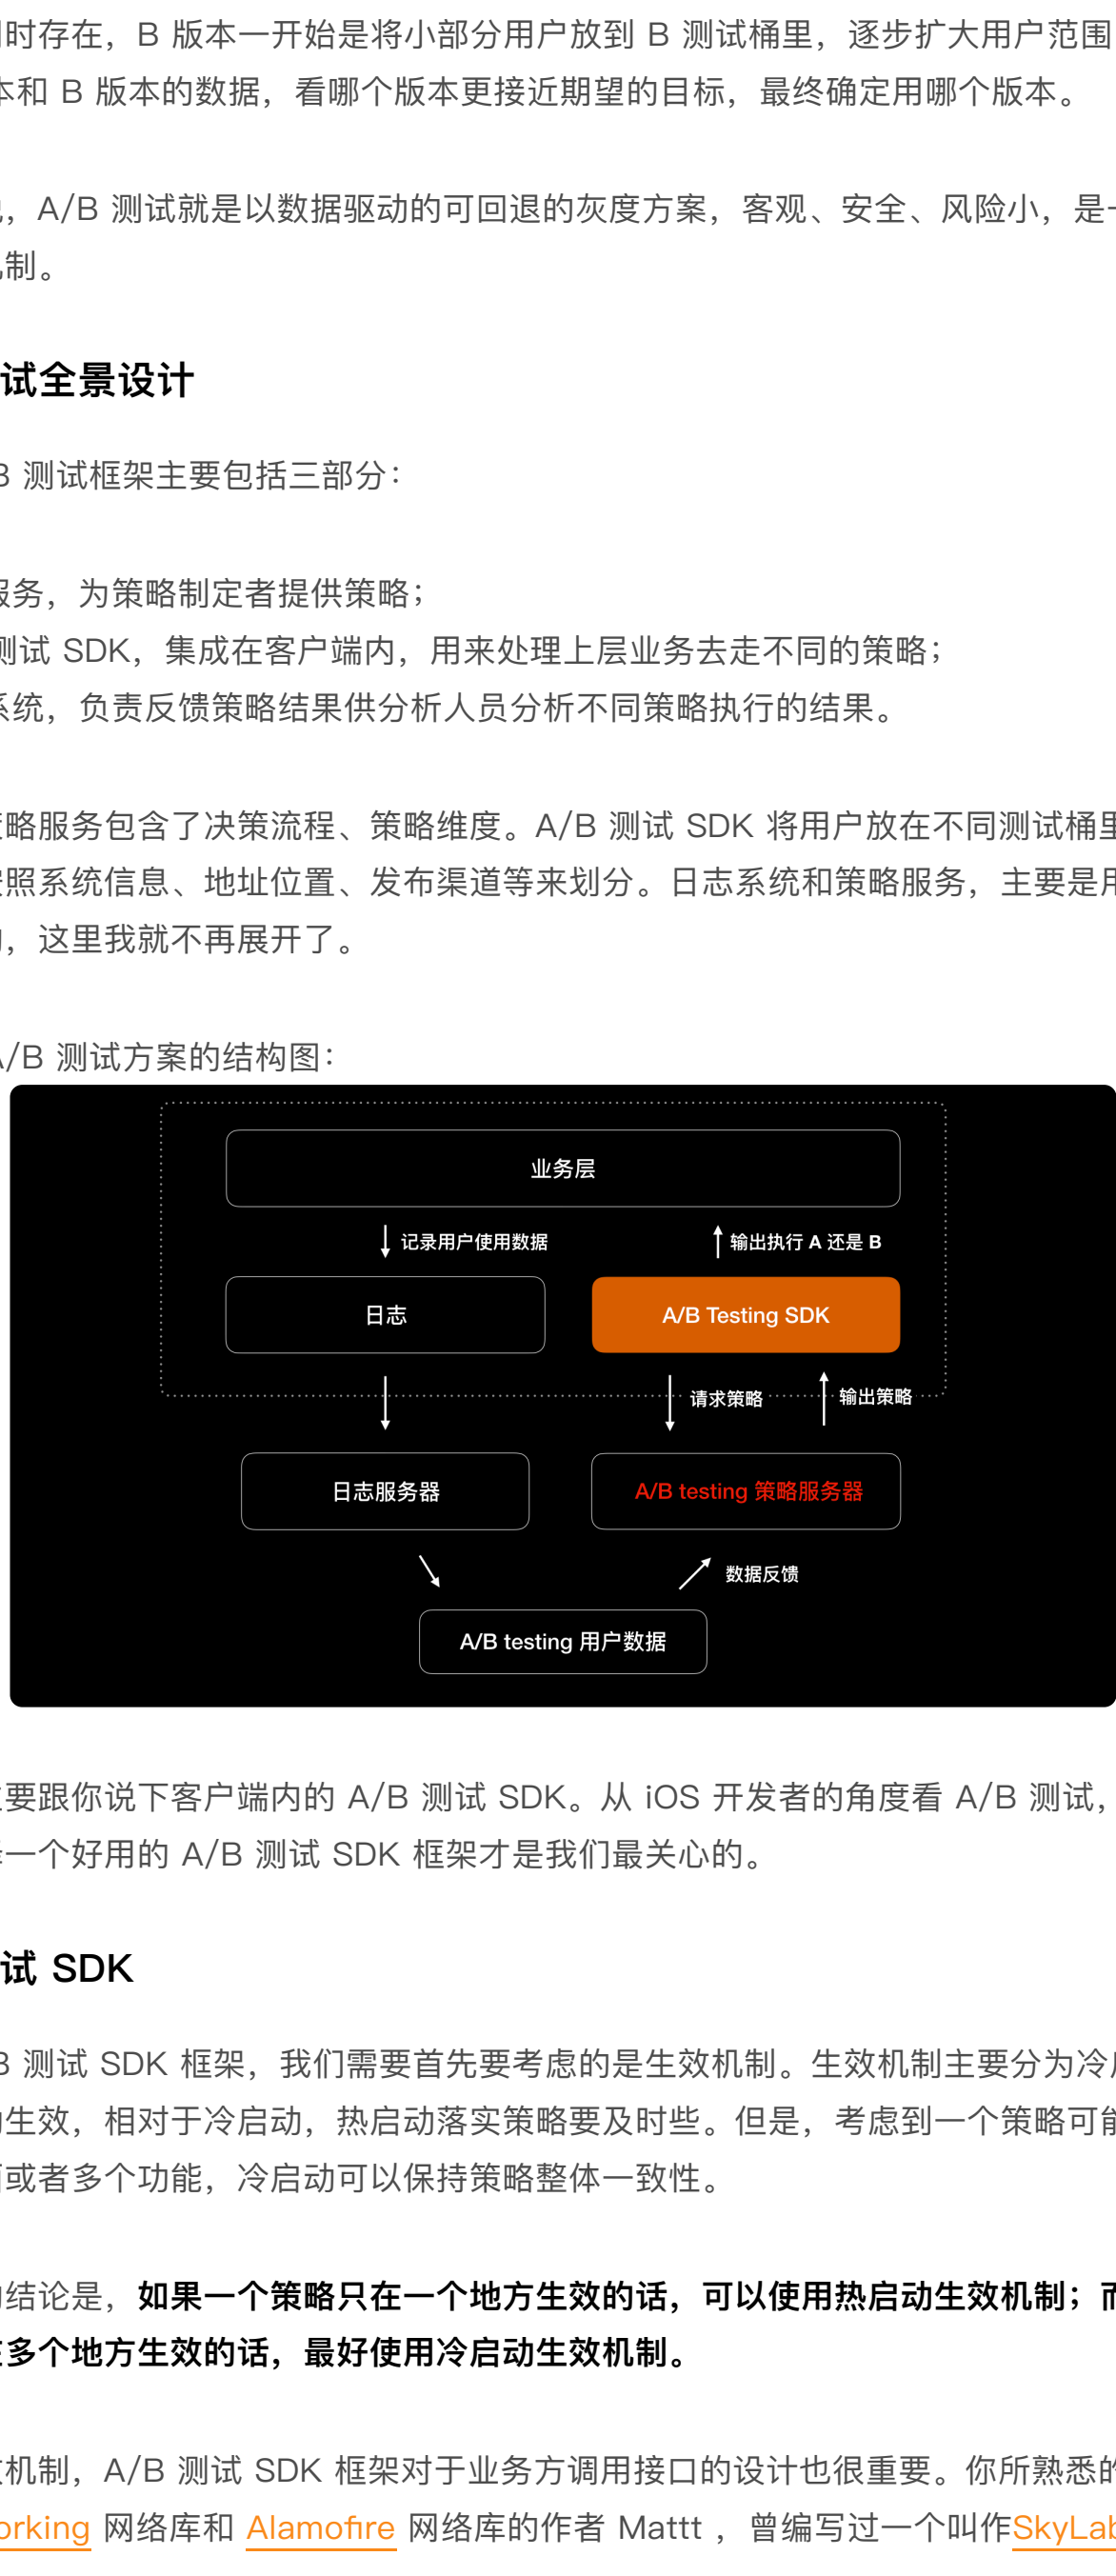 时存在，B 版本一开始是将小部分用户放到 B 测试桶里，逐步扩大用户范围
本和 B 版本的数据，看哪个版本更接近期望的目标，最终确定用哪个版本。
，A/B 测试就是以数据驱动的可回退的灰度方案，客观、安全、风险小，是
制。
试全景设计
B 测试框架主要包括三部分：
服务，为策略制定者提供策略；
测试 SDK，集成在客户端内，用来处理上层业务去走不同的策略；
系统，负责反馈策略结果供分析人员分析不同策略执行的结果。
略服务包含了决策流程、策略维度。A/B 测试 SDK 将用户放在不同测试桶里
按照系统信息、地址位置、发布渠道等来划分。日志系统和策略服务，主要是用
，这里我就不再展开了。
A/B 测试方案的结构图：
业务层
记录用户使用数据 输出执行 A 还是 B
日志 A/B Testing SDK
请求策略 输出策略
日志服务器 A/B testing 策略服务器
数据反馈
A/B testing 用户数据
主要跟你说下客户端内的 A/B 测试 SDK。从 iOS 开发者的角度看 A/B 测试，
一个好用的 A/B 测试 SDK 框架才是我们最关心的。
试 SDK
B 测试 SDK 框架，我们需要首先要考虑的是生效机制。生效机制主要分为冷启
生效，相对于冷启动，热启动落实策略要及时些。但是，考虑到一个策略可能
或者多个功能，冷启动可以保持策略整体一致性。
结论是，如果一个策略只在一个地方生效的话，可以使用热启动生效机制；而
在多个地方生效的话，最好使用冷启动生效机制。
机制，A/B 测试 SDK 框架对于业务方调用接口的设计也很重要。你所熟悉的
orking 网络库和 Alamofire 网络库的作者 Mattt ，曾编写过一个叫作SkyLab